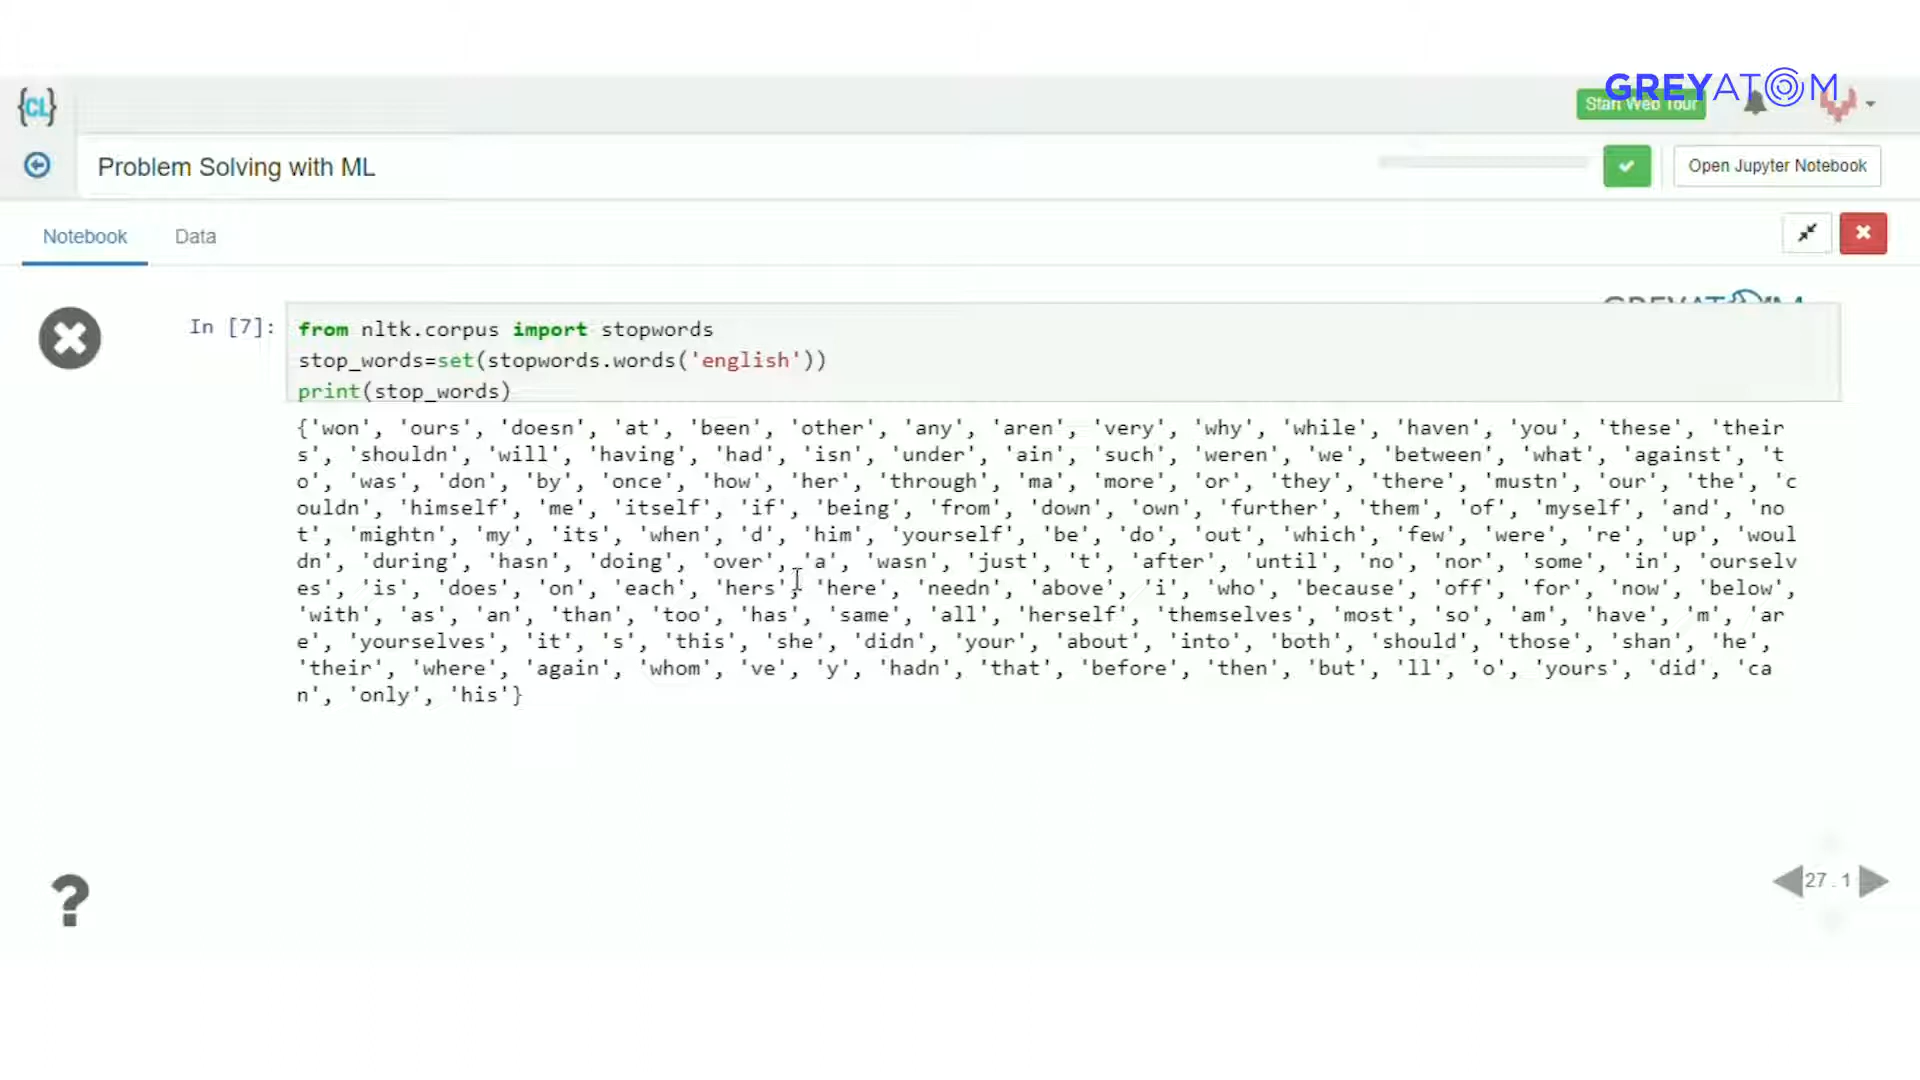 GREYATOM
{CL}
Start Web Tour
Problem Solving with ML
Open Jupyter Notebook
Notebook
Data
GREYATOM
In [7]:
from nltk.corpus import stopwords
stop_words=set(stopwords.words('english'))
print(stop_words)
{'won', 'ours', 'doesn', 'at', 'been', 'other', 'any', 'aren', 'very', 'why', 'while', 'haven', 'you', 'these', 'their
s', 'shouldn', 'will', 'having', 'had', 'isn', 'under', 'ain', 'such', 'weren', 'we', 'between', 'what', 'against', 't
o', 'was', 'don', 'by', 'once', 'how', 'her', 'through', 'ma', 'more', 'or', 'they', 'there', 'mustn', 'our', 'the', 'c
ouldn', 'himself', 'me', 'itself', 'if', 'being', 'from', 'down', 'own', 'further', 'them', 'of', 'myself', 'and', 'no
t', 'mightn', 'my', 'its', 'when', 'd', 'him', 'yourself', 'be', 'do', 'out', 'which', 'few', 'were', 're', 'up', 'woul
dn', 'during', 'hasn', 'doing', 'over', 'a', 'wasn', 'just', 't', 'after', 'until', 'no', 'nor', 'some', 'in', 'ourselv
es', 'is', 'does', 'on', 'each', 'hers', 'here', 'needn', 'above', 'i', 'who', 'because', 'off', 'for', 'now', 'below',
'with', 'as', 'an', 'than', 'too', 'has', 'same', 'all', 'herself', 'themselves', 'most', 'so', 'am', 'have', 'm', 'ar
e', 'yourselves', 'it', 's', 'this', 'she', 'didn', 'your', 'about', 'into', 'both', 'should', 'those', 'shan', 'he',
'their', 'where', 'again', 'whom', 've', 'y', 'hadn', 'that', 'before', 'then', 'but', 'll', 'o', 'yours', 'did', 'ca
n', 'only', 'his'}
?
27.1